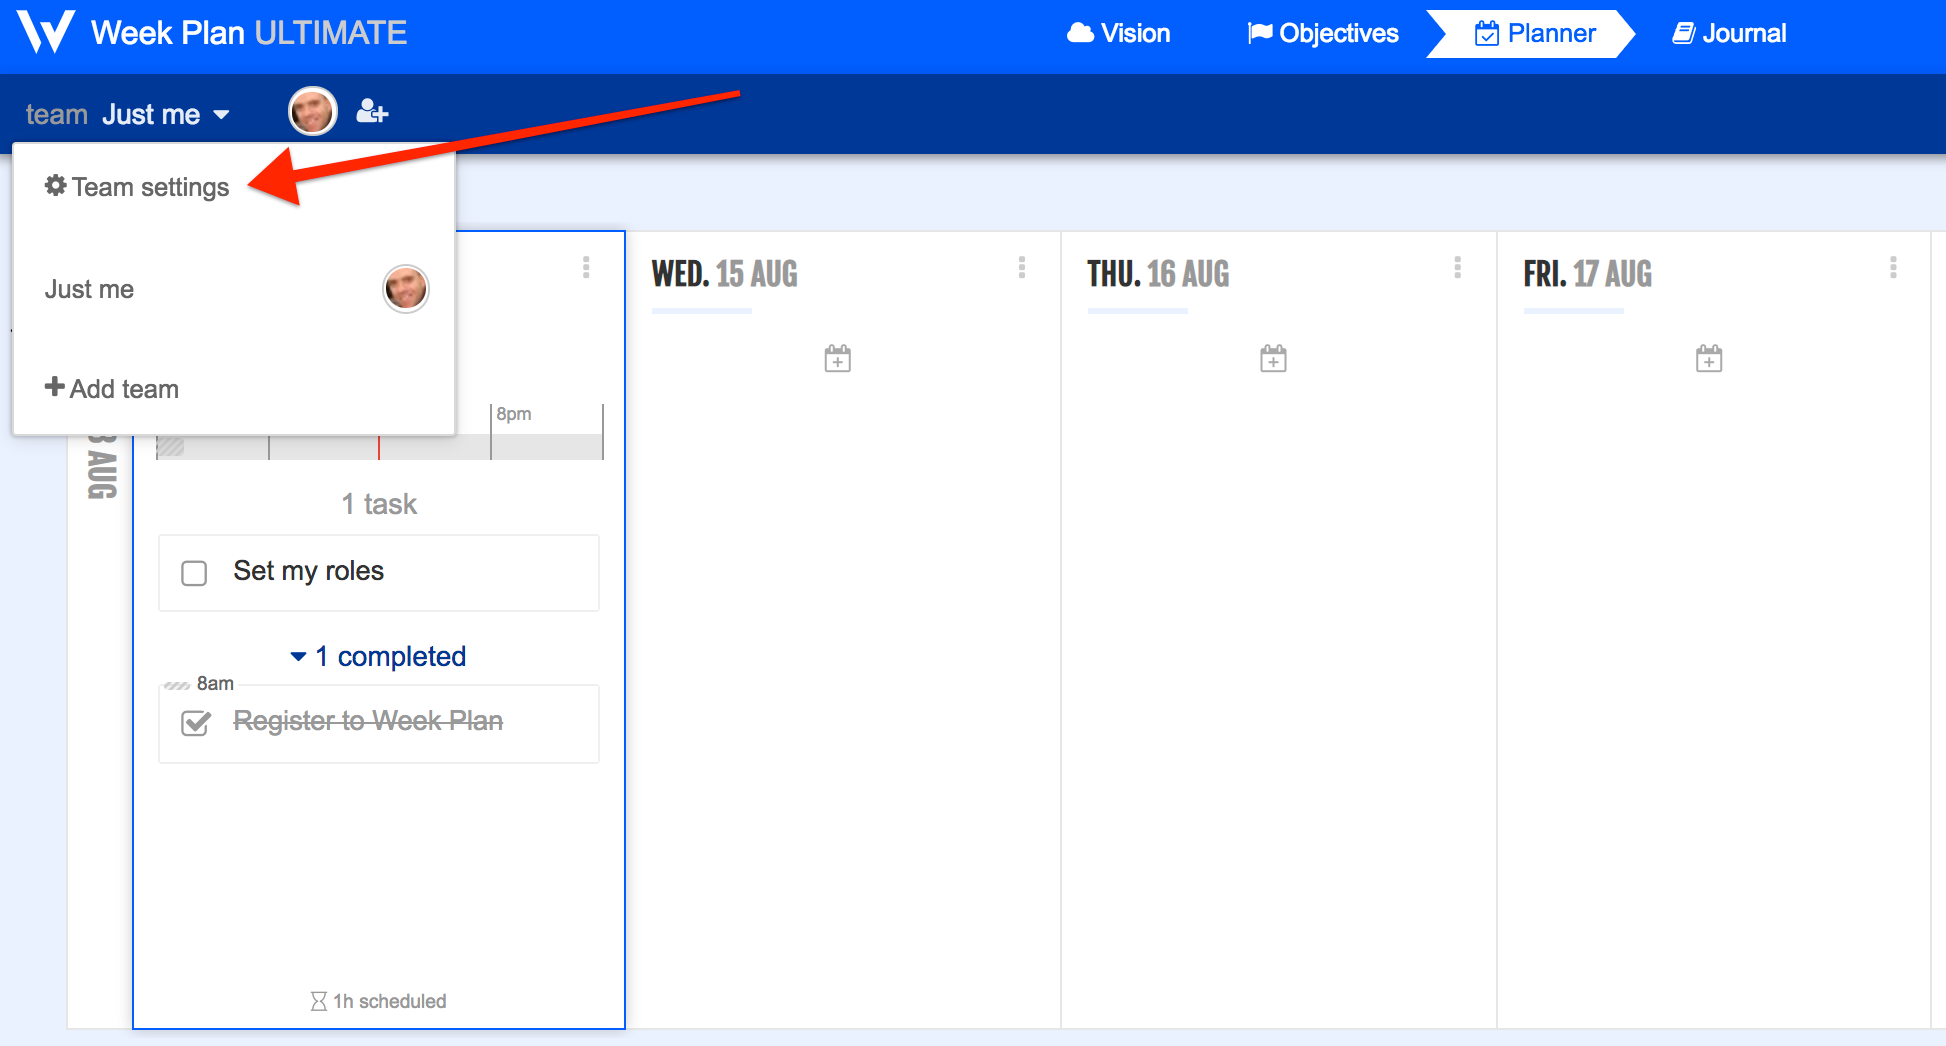 Week Plan ULTIMATE
Vision
Objectives
Planner
Journal
team Just me
Team settings
Just me
Add team
AUG
8pm
1 task
Set my roles
1 completed
8am
Register to Week Plan
1h scheduled
WED. 15 AUG
THU. 16 AUG
FRI. 17 AUG